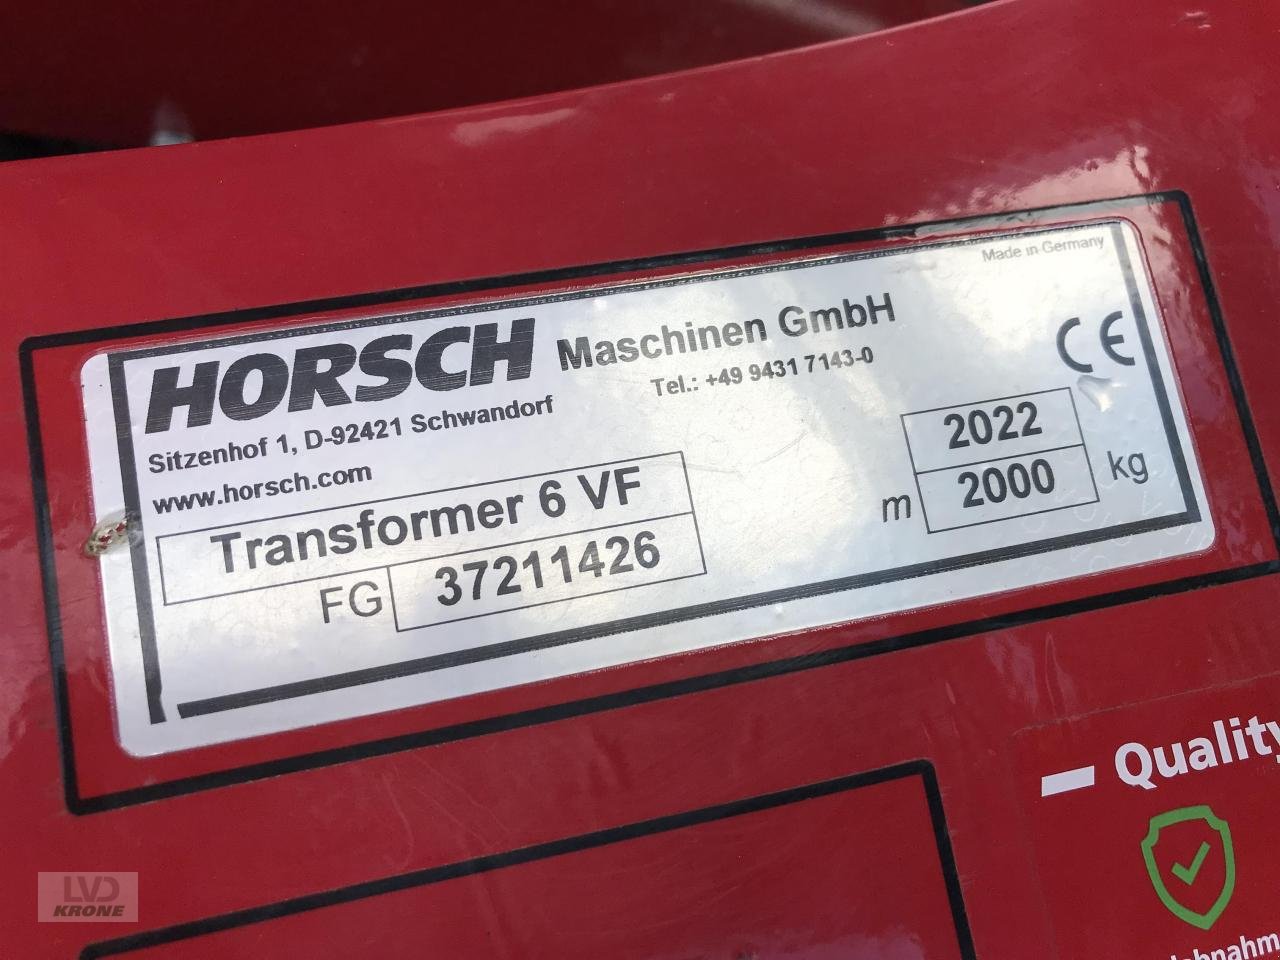 Made in Germany
HORSCH Maschinen GmbH
Tel.: +49 9431 7143-0
Sitzenhof 1, D-92421 Schwandorf
www.horsch.com
CE
Transformer 6 VF
2022
FG 37211426
m 2000 kg
Quality
LVD
KRONE